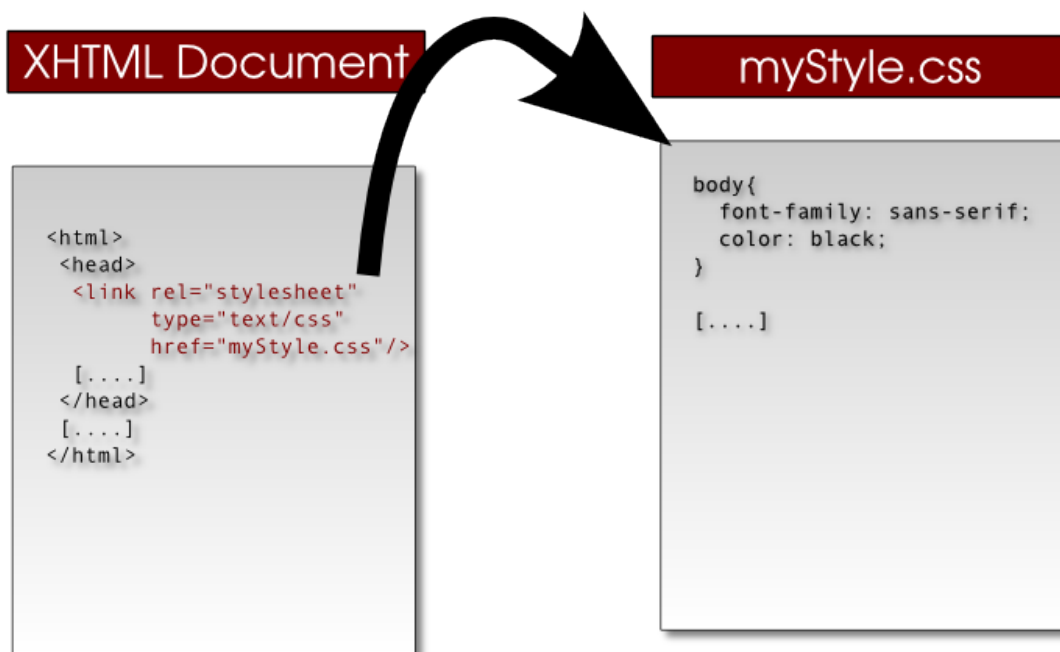 XHTML Document
<html>
<head>
<link rel="stylesheet"
type="text/css"
href="myStyle.css"/>
[....]
</head>
[....]
</html>
myStyle.css
body{
font-family: sans-serif;
color: black;
}
[....]